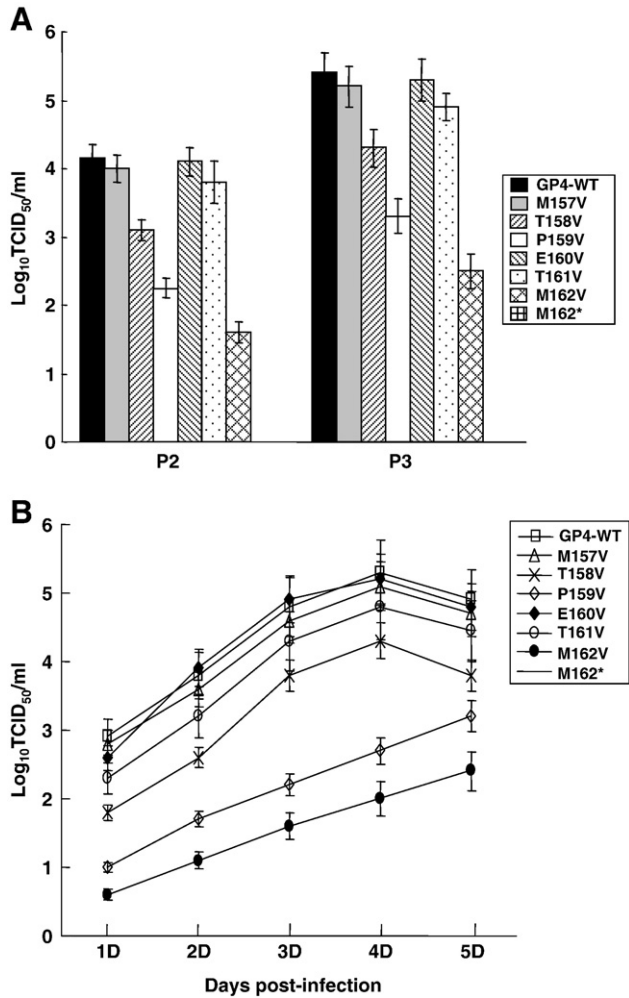 A
Log10TCID50/ml
6
5
4
3
2
1
0
P2
P3
GP4-WT
M157V
T158V
P159V
E160V
T161V
M162V
M162*
B
Log10TCID50/ml
6
5
4
3
2
1
0
1D
2D
3D
4D
5D
Days post-infection
GP4-WT
M157V
T158V
P159V
E160V
T161V
M162V
M162*